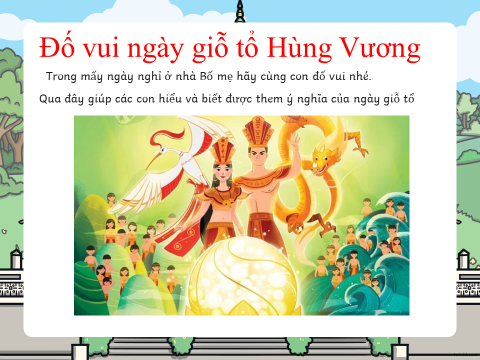 Đố vui ngày giỗ tổ Hùng Vương
Trong mấy ngày nghỉ ở nhà Bố mẹ hãy cùng con đố vui nhé.
Qua đây giúp các con hiểu và biết được them ý nghĩa của ngày giỗ tổ